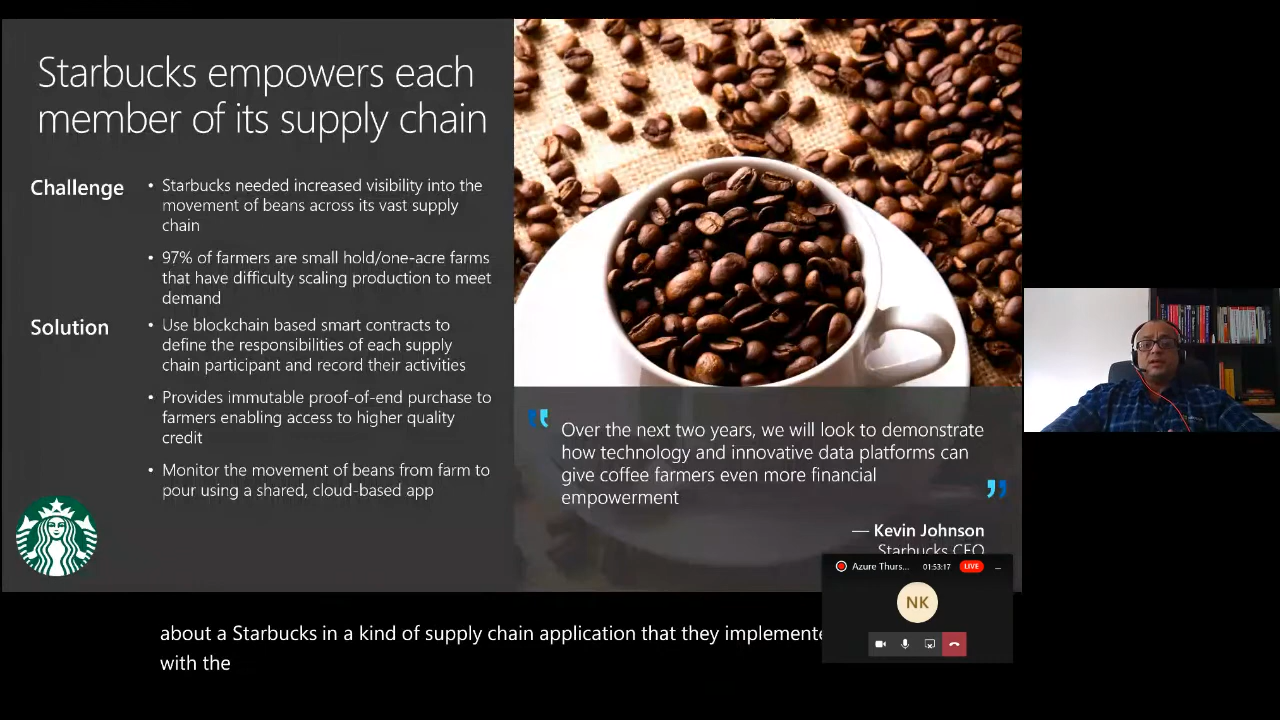 Starbucks empowers each
member of its supply chain
Challenge
• Starbucks needed increased visibility into the
movement of beans across its vast supply
chain
• 97% of farmers are small hold/one-acre farms
that have difficulty scaling production to meet
demand
Solution
• Use blockchain based smart contracts to
define the responsibilities of each supply
chain participant and record their activities
• Provides immutable proof-of-end purchase to
farmers enabling access to higher quality
credit
• Monitor the movement of beans from farm to
pour using a shared, cloud-based app
Over the next two years, we will look to demonstrate
how technology and innovative data platforms can
give coffee farmers even more financial
empowerment
— Kevin Johnson
Starbucks CEO
Azure Thurs... 01:53:17 LIVE
NK
about a Starbucks in a kind of supply chain application that they implemente
with the